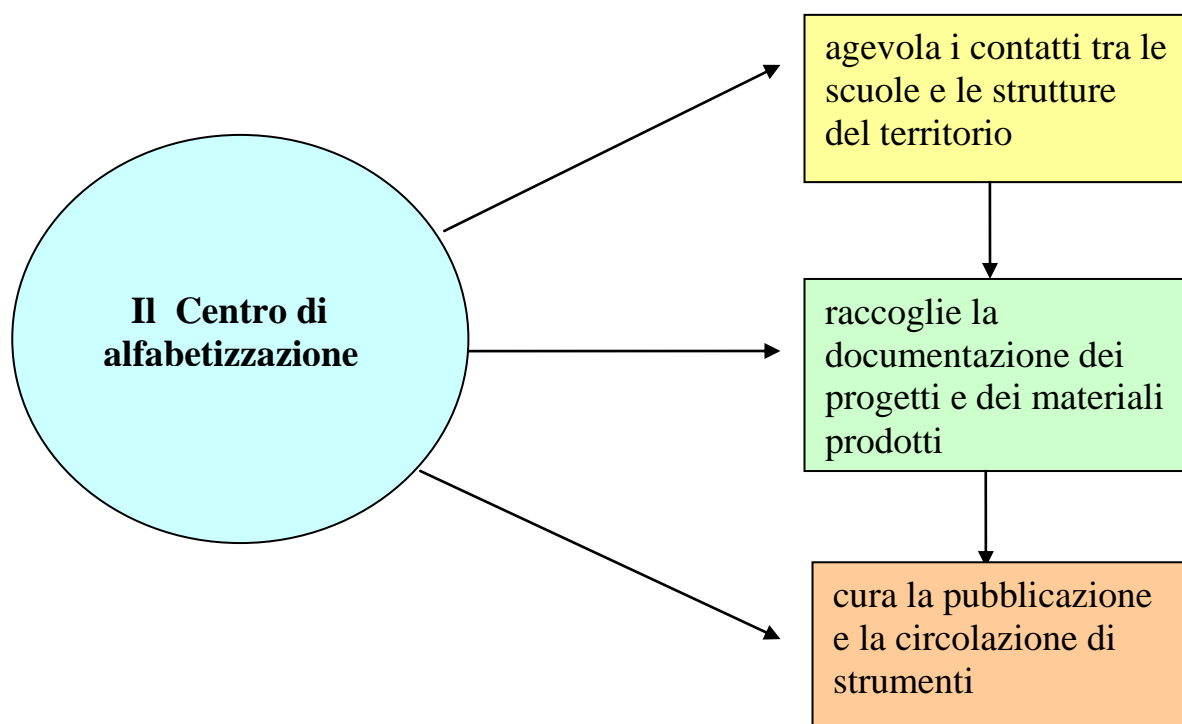 Il Centro di
alfabetizzazione
agevola i contatti tra le
scuole e le strutture
del territorio
raccoglie la
documentazione dei
progetti e dei materiali
prodotti
cura la pubblicazione
e la circolazione di
strumenti